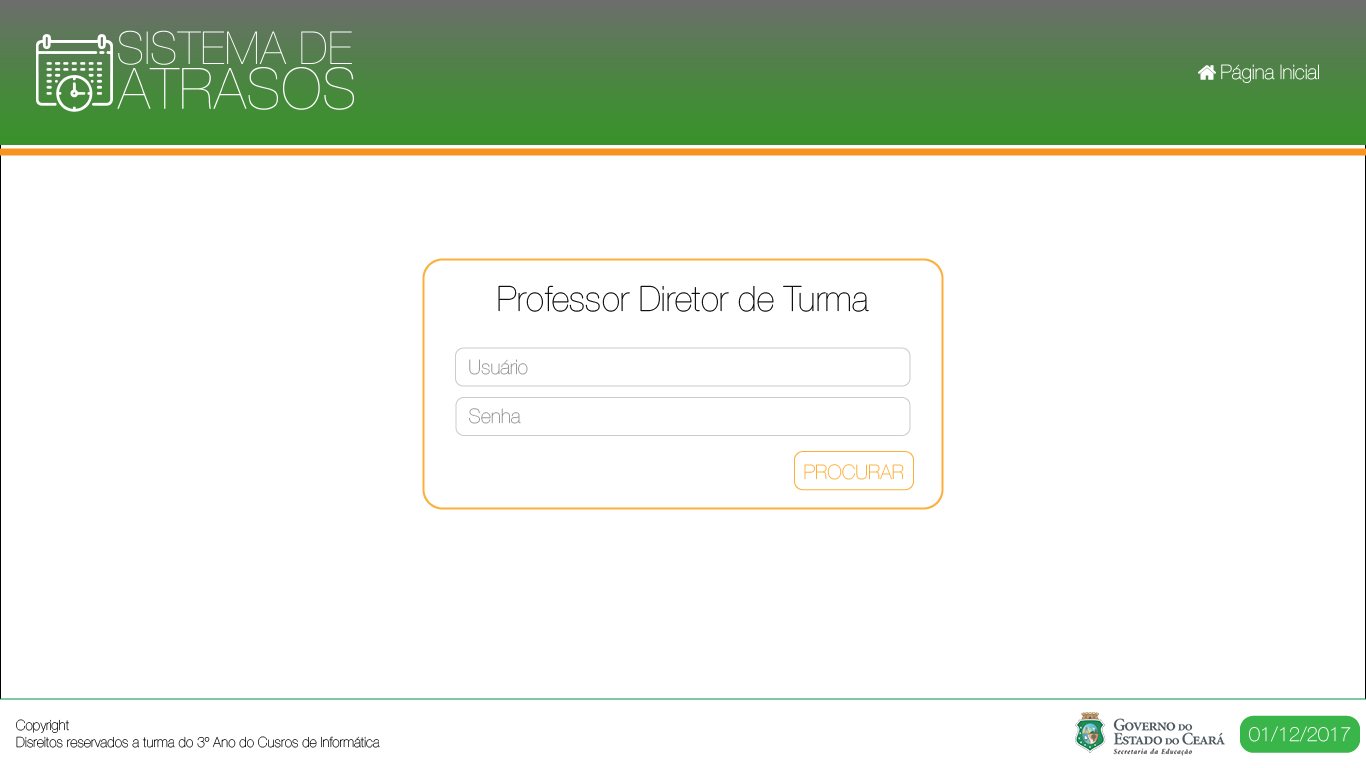 SISTEMA DE
ATRASOS
Página Inicial
Professor Diretor de Turma
Usuário
Senha
PROCURAR
Copyright
Disreitos reservados a turma do 3º Ano do Cusros de Informática
GOVERNO DO
ESTADO DO CEARÁ
Secretaria da Educação
01/12/2017